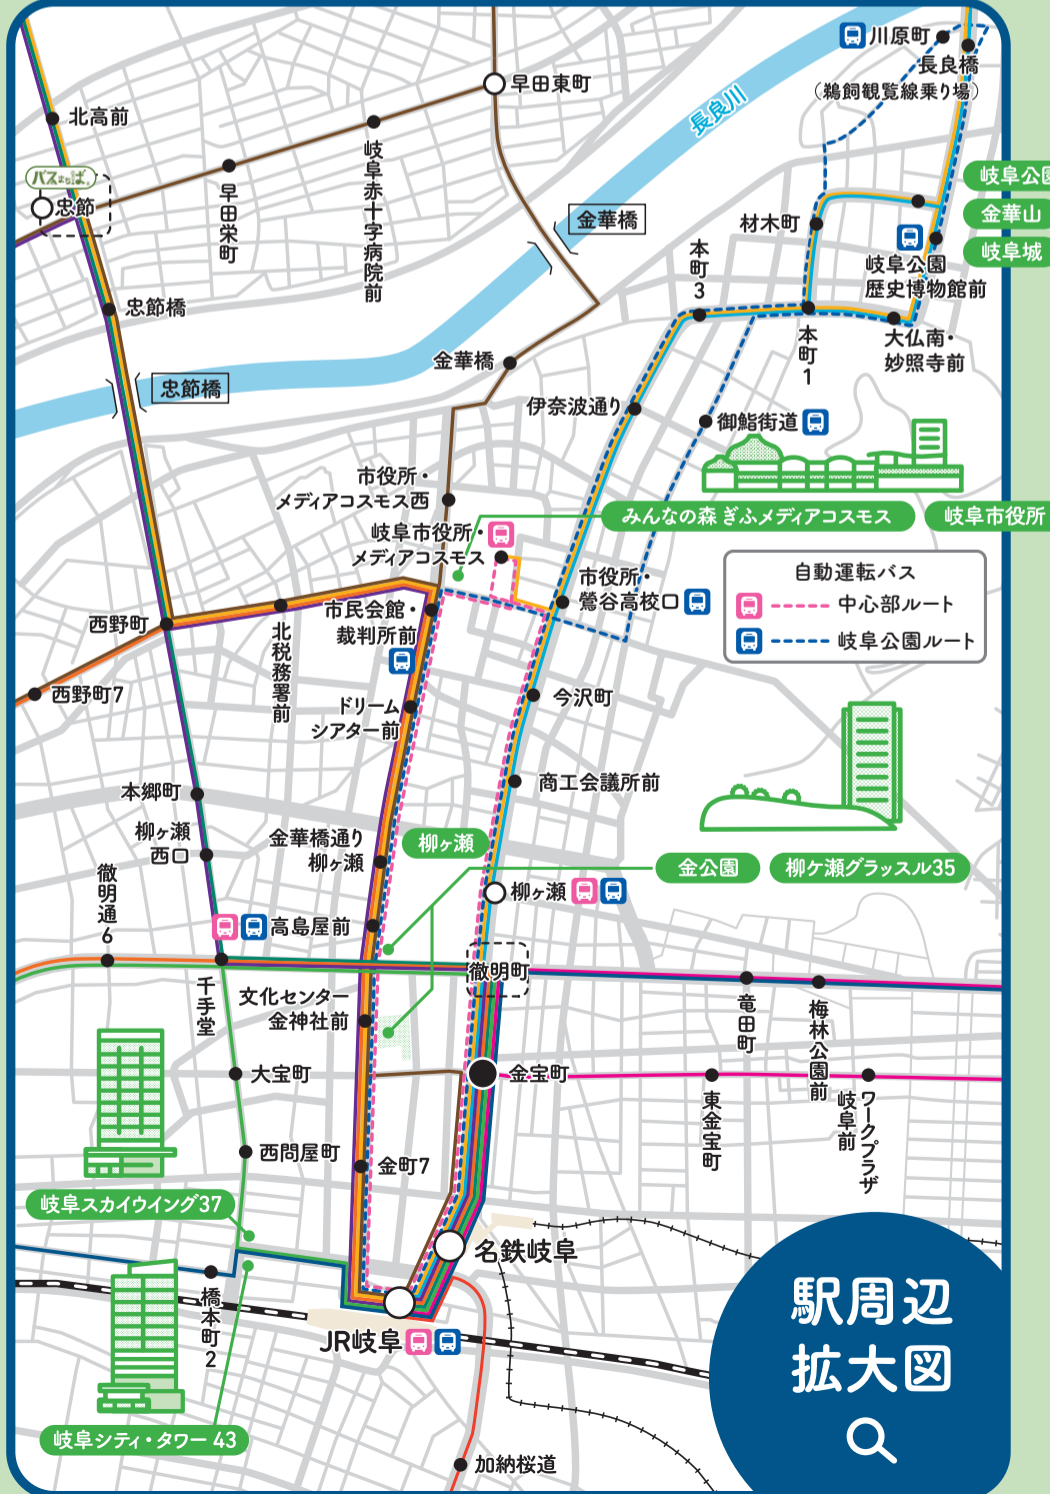 川原町
長良橋
（鵜飼観覧線乗り場）
早田東町
長良川
北高前
バスまちば。
忠節
早田栄町
岐阜赤十字病院前
金華橋
材木町
岐阜公園
金華山
岐阜城
岐阜公園
歴史博物館前
本町3
忠節橋
本町1
大仏南・
妙照寺前
金華橋
忠節橋
伊奈波通り
御鮨街道
市役所・
メディアコスモス西
みんなの森 ぎふメディアコスモス
岐阜市役所
岐阜市役所・
メディアコスモス
市役所・
鶯谷高校口
自動運転バス
中心部ルート
岐阜公園ルート
西野町
北税務署前
市民会館・
裁判所前
西野町7
ドリーム
シアター前
今沢町
商工会議所前
本郷町
柳ヶ瀬
西口
金華橋通り
柳ヶ瀬
柳ヶ瀬
金公園
柳ケ瀬グラッスル35
徹明通6
柳ヶ瀬
高島屋前
徹明町
千手堂
文化センター
金神社前
竜田町
梅林公園前
大宝町
金宝町
東金宝町
ワークプラザ
岐阜前
西問屋町
金町7
岐阜スカイウイング37
名鉄岐阜
橋本町2
JR岐阜
駅周辺
拡大図
岐阜シティ・タワー43
加納桜道